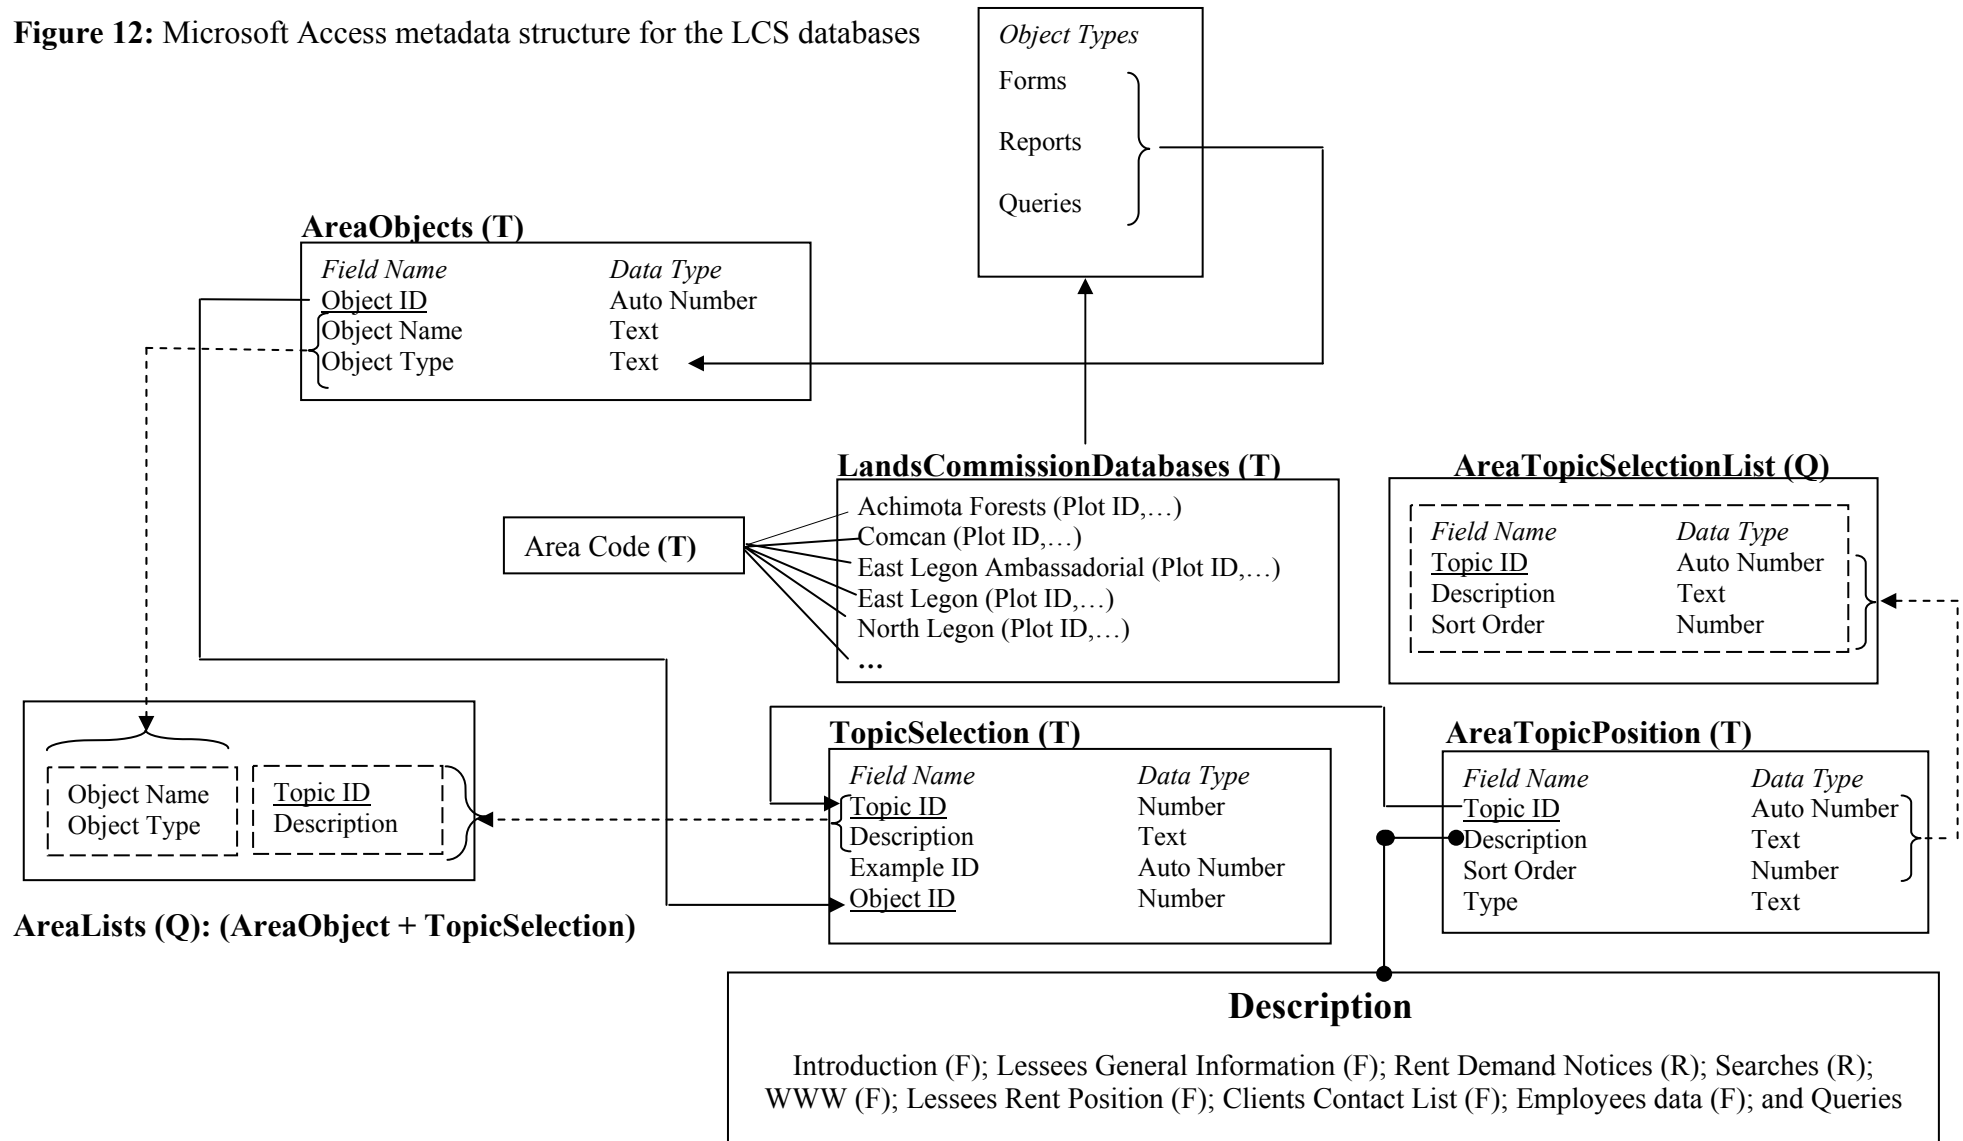 Figure 12: Microsoft Access metadata structure for the LCS databases
Object Types
Forms
Reports
Queries
AreaObjects (T)
Field Name Data Type
Object ID Auto Number
Object Name Text
Object Type Text
LandsCommissionDatabases (T)
Achimota Forests (Plot ID,…)
Comcan (Plot ID,…)
East Legon Ambassadorial (Plot ID,…)
East Legon (Plot ID,…)
North Legon (Plot ID,…)
…
Area Code (T)
AreaTopicSelectionList (Q)
Field Name Data Type
Topic ID Auto Number
Description Text
Sort Order Number
Object Name
Object Type
Topic ID
Description
AreaLists (Q): (AreaObject + TopicSelection)
TopicSelection (T)
Field Name Data Type
Topic ID Number
Description Text
Example ID Auto Number
Object ID Number
AreaTopicPosition (T)
Field Name Data Type
Topic ID Auto Number
Description Text
Sort Order Number
Type Text
Description
Introduction (F); Lessees General Information (F); Rent Demand Notices (R); Searches (R);
WWW (F); Lessees Rent Position (F); Clients Contact List (F); Employees data (F); and Queries